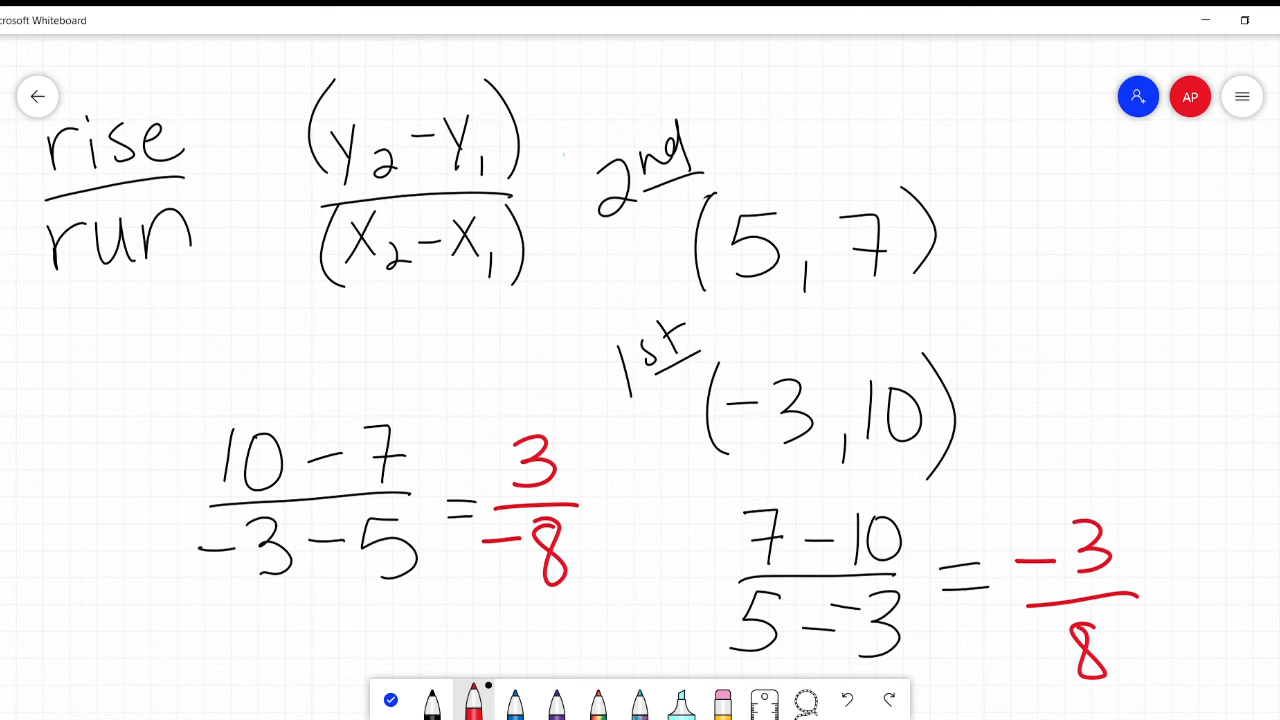 crosoft Whiteboard
AP
rise
run
(y₂ - y₁)
(x₂ - x₁)
2nd
(5, 7)
1st
(-3, 10)
10 - 7
-3 - 5
=
3
-8
7 - 10
5 - -3
=
-3
8